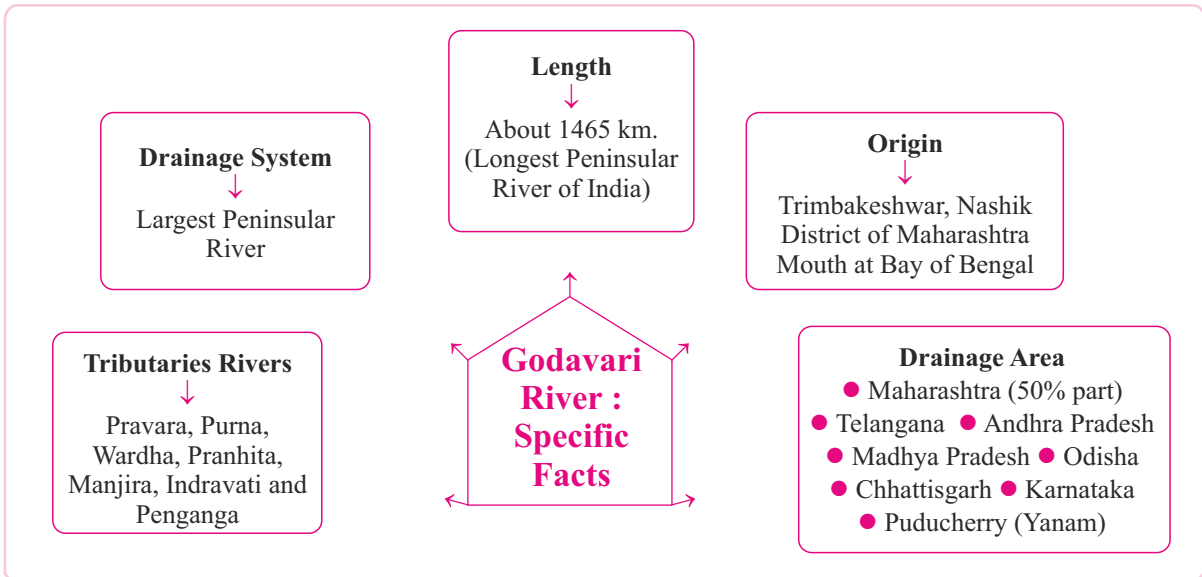 Length
↓
About 1465 km.
(Longest Peninsular
River of India)
Drainage System
↓
Largest Peninsular
River
Origin
↓
Trimbakeshwar, Nashik
District of Maharashtra
Mouth at Bay of Bengal
Tributaries Rivers
↓
Pravara, Purna,
Wardha, Pranhita,
Manjira, Indravati and
Penganga
Godavari
River :
Specific
Facts
Drainage Area
● Maharashtra (50% part)
● Telangana ● Andhra Pradesh
● Madhya Pradesh ● Odisha
● Chhattisgarh ● Karnataka
● Puducherry (Yanam)